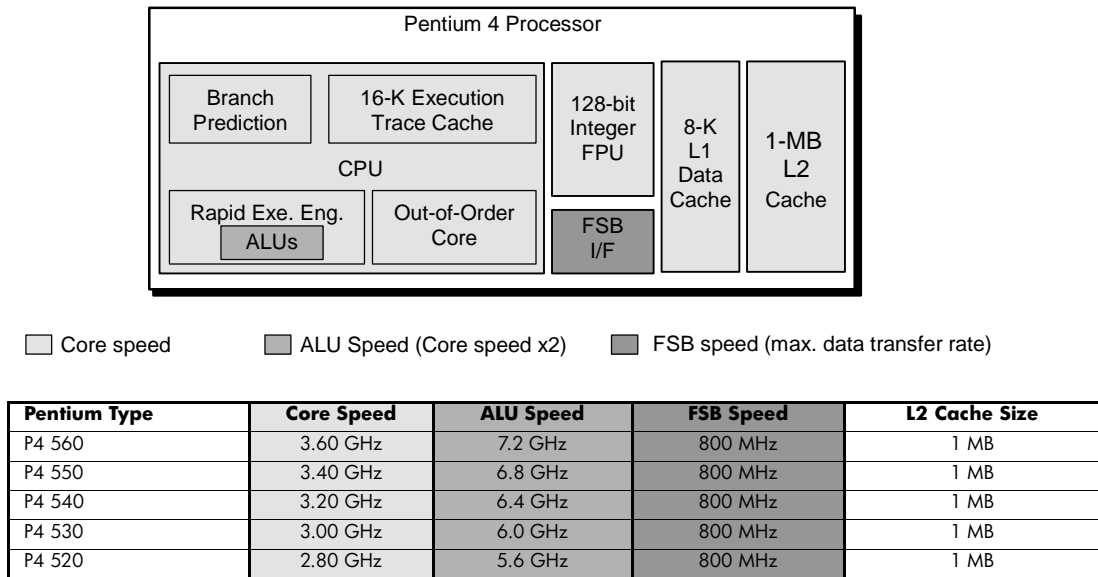 Pentium 4 Processor
Branch
Prediction
16-K Execution
Trace Cache
CPU
Rapid Exe. Eng.
ALUs
Out-of-Order
Core
128-bit
Integer
FPU
FSB
I/F
8-K
L1
Data
Cache
1-MB
L2
Cache
Core speed
ALU Speed (Core speed x2)
FSB speed (max. data transfer rate)
Pentium Type Core Speed ALU Speed FSB Speed L2 Cache Size
P4 560 3.60 GHz 7.2 GHz 800 MHz 1 MB
P4 550 3.40 GHz 6.8 GHz 800 MHz 1 MB
P4 540 3.20 GHz 6.4 GHz 800 MHz 1 MB
P4 530 3.00 GHz 6.0 GHz 800 MHz 1 MB
P4 520 2.80 GHz 5.6 GHz 800 MHz 1 MB